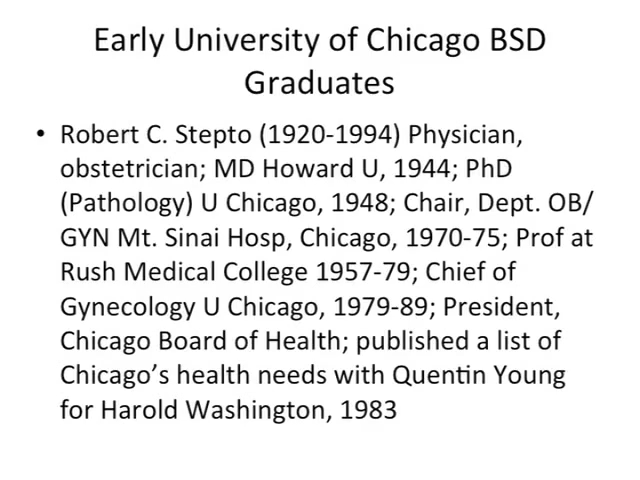 Early University of Chicago BSD
Graduates
• Robert C. Stepto (1920-1994) Physician,
obstetrician; MD Howard U, 1944; PhD
(Pathology) U Chicago, 1948; Chair, Dept. OB/
GYN Mt. Sinai Hosp, Chicago, 1970-75; Prof at
Rush Medical College 1957-79; Chief of
Gynecology U Chicago, 1979-89; President,
Chicago Board of Health; published a list of
Chicago’s health needs with Quentin Young
for Harold Washington, 1983